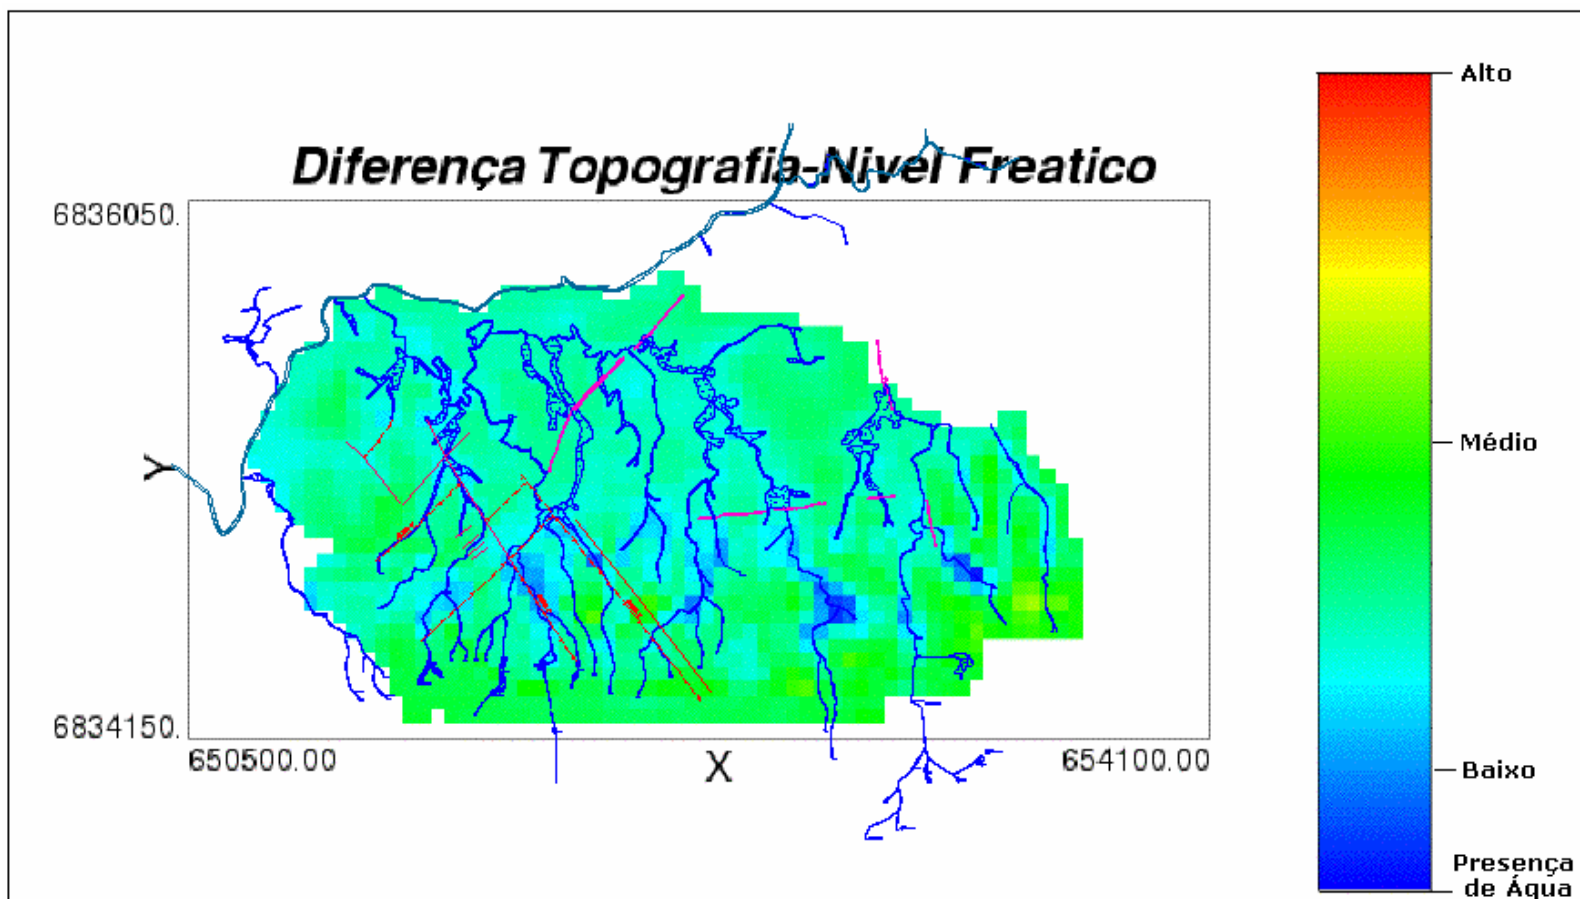 Alto
Diferença Topografia-Nivel Freatico
6836050.
Médio
Y
6834150.
650500.00
X
654100.00
Baixo
Presença
de Água